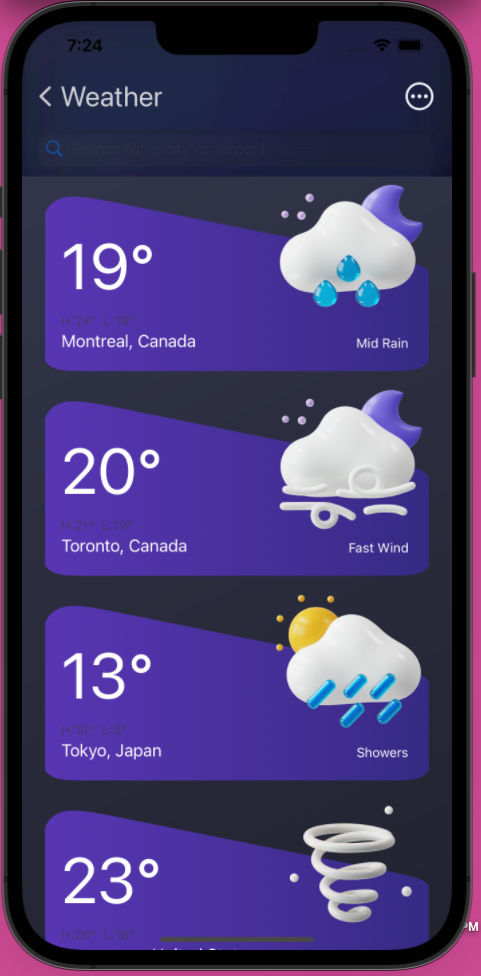 7:24
Weather
Search for a city or airport
19°
H:24° L:18°
Montreal, Canada
Mid Rain
20°
H:21° L:19°
Toronto, Canada
Fast Wind
13°
H:16° L:8°
Tokyo, Japan
Showers
23°
H:26° L:16°
PM